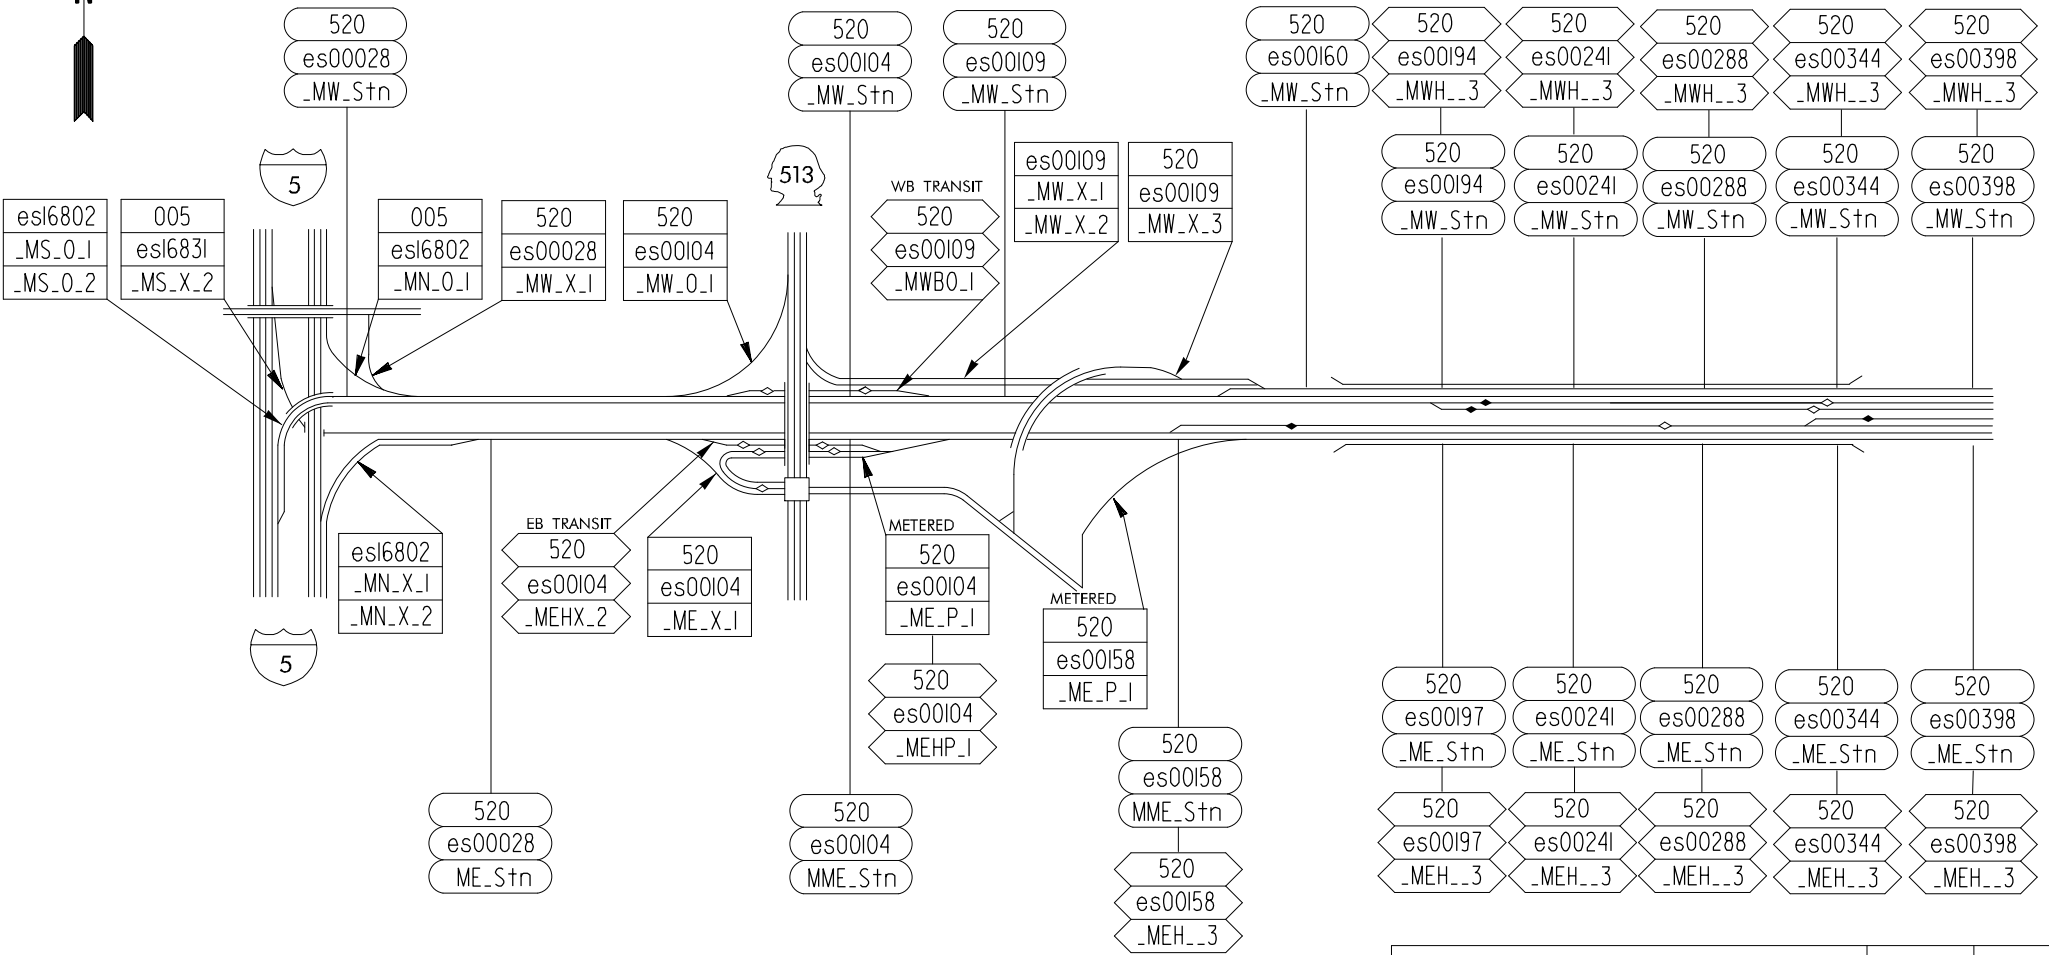 N
520
es00028
_MW_Stn
520
es00104
_MW_Stn
520
es00109
_MW_Stn
520
es00160
_MW_Stn
520
es00194
_MWH__3
520
es00241
_MWH__3
520
es00288
_MWH__3
520
es00344
_MWH__3
520
es00398
_MWH__3
520
es00194
_MW_Stn
520
es00241
_MW_Stn
520
es00288
_MW_Stn
520
es00344
_MW_Stn
520
es00398
_MW_Stn
5
513
es16802
_MS_O_1
_MS_O_2
005
es16831
_MS_X_2
005
es16802
_MN_O_1
520
es00028
_MW_X_1
520
es00104
_MW_O_1
WB TRANSIT
520
es00109
_MWBO_1
es00109
_MW_X_1
_MW_X_2
520
es00109
_MW_X_3
es16802
_MN_X_1
_MN_X_2
5
EB TRANSIT
520
es00104
_MEHX_2
520
es00104
_ME_X_1
METERED
520
es00104
_ME_P_1
520
es00104
_MEHP_1
METERED
520
es00158
_ME_P_1
520
es00028
ME_Stn
520
es00104
MME_Stn
520
es00158
MME_Stn
520
es00158
_MEH__3
520
es00197
_ME_Stn
520
es00241
_ME_Stn
520
es00288
_ME_Stn
520
es00344
_ME_Stn
520
es00398
_ME_Stn
520
es00197
_MEH__3
520
es00241
_MEH__3
520
es00288
_MEH__3
520
es00344
_MEH__3
520
es00398
_MEH__3